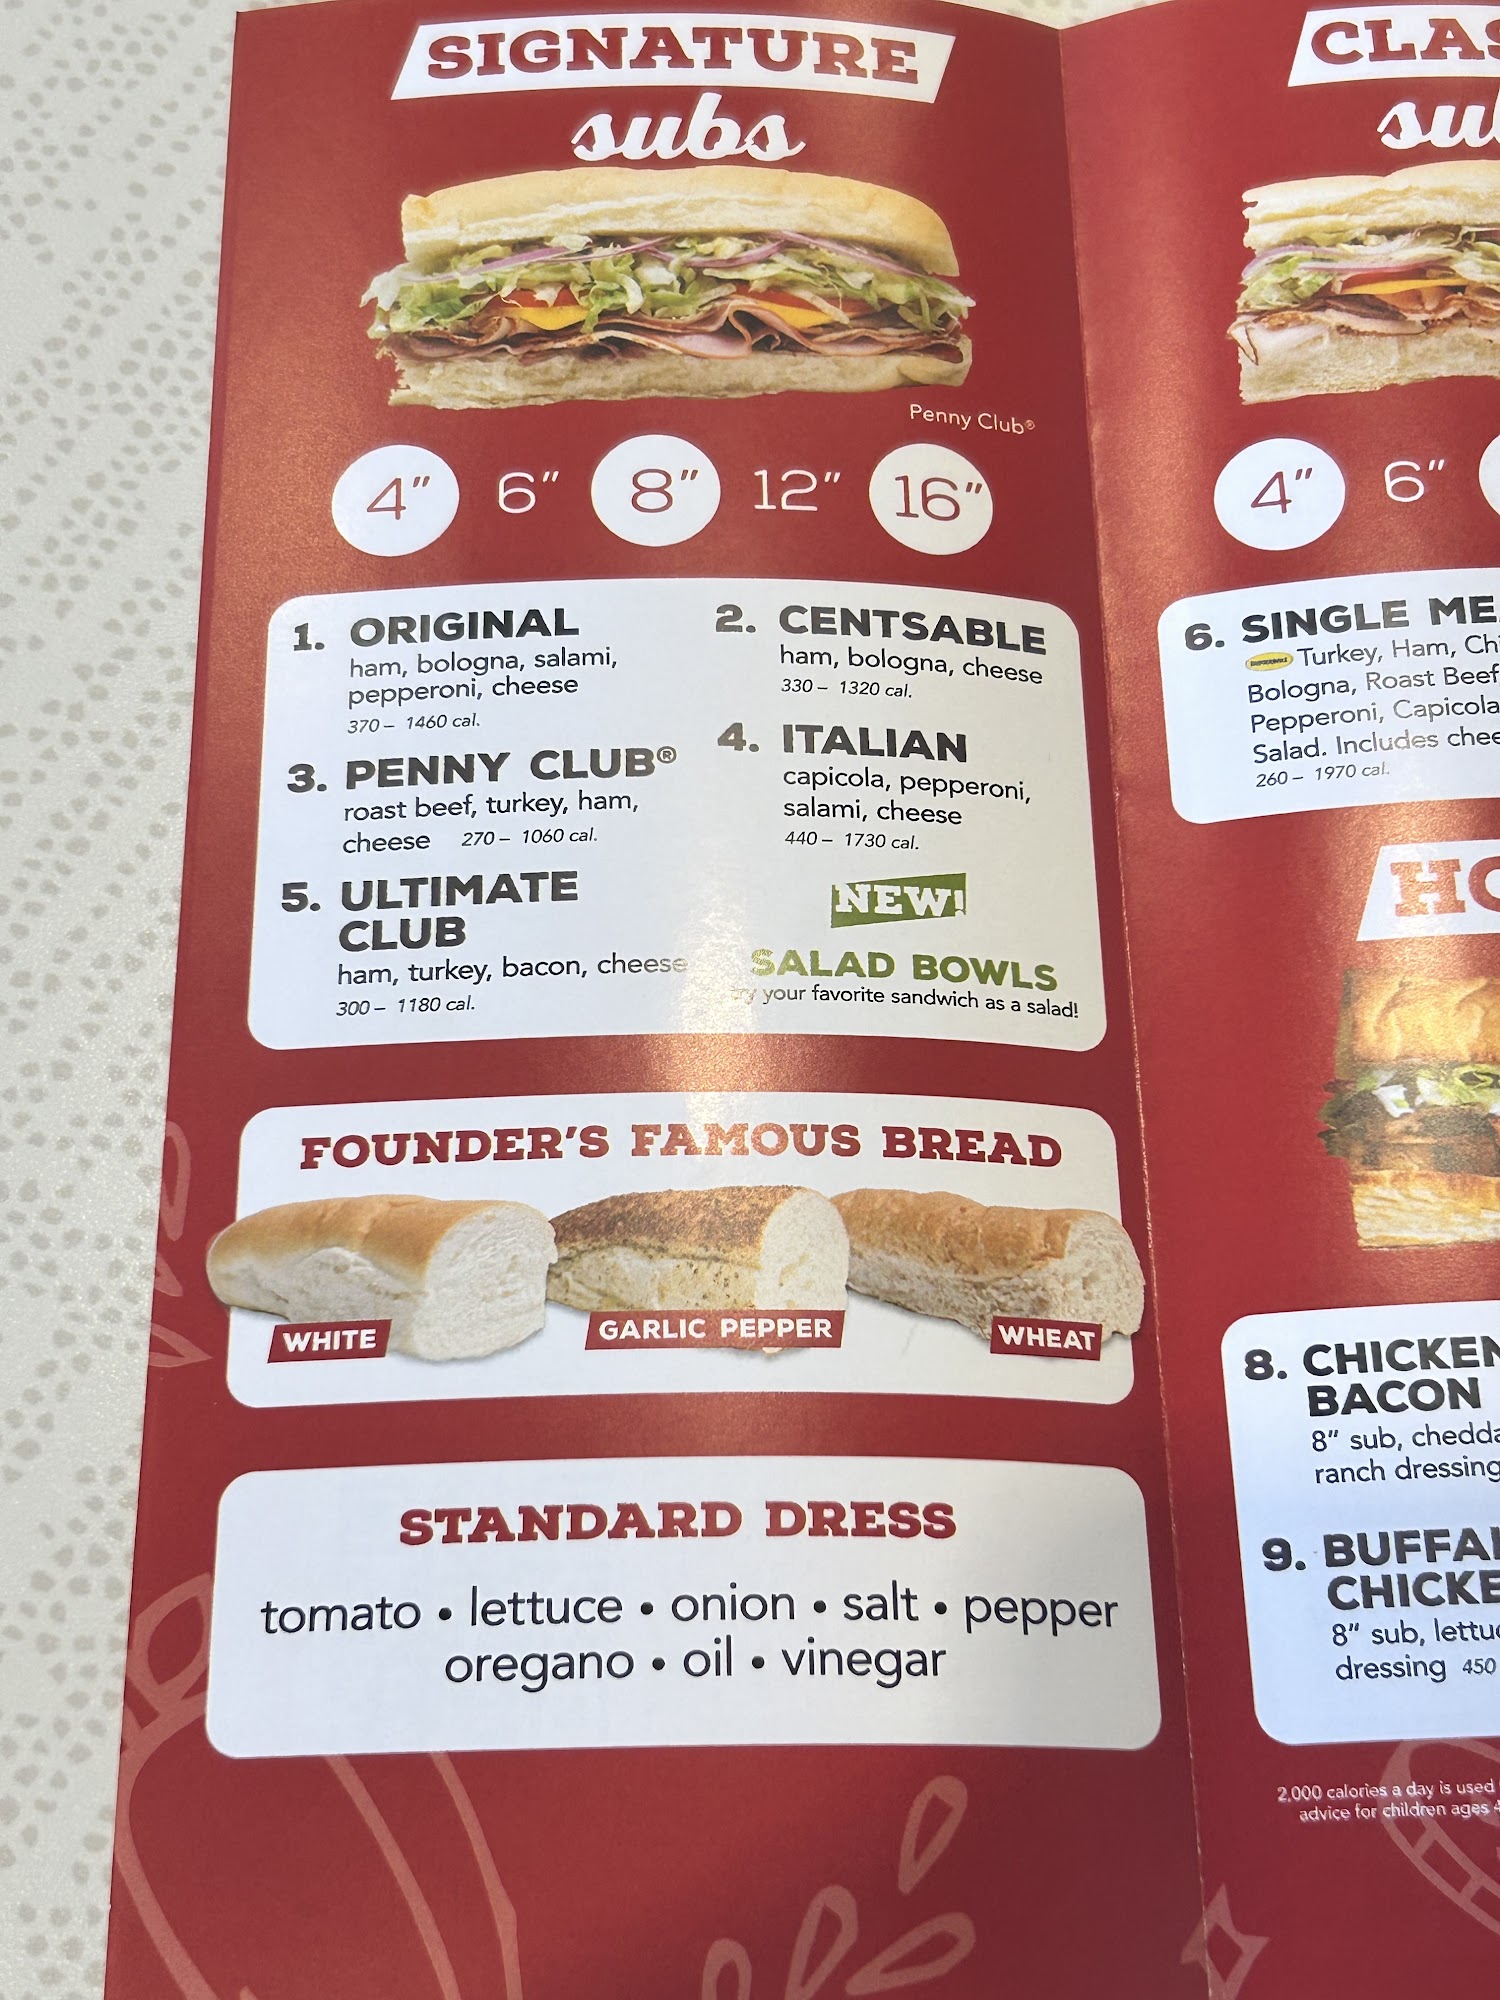 SIGNATURE
subs
Penny Club®
4" 6" 8" 12" 16"
1. ORIGINAL
ham, bologna, salami,
pepperoni, cheese
370 – 1460 cal.
2. CENTSABLE
ham, bologna, cheese
330 – 1320 cal.
3. PENNY CLUB®
roast beef, turkey, ham,
cheese 270 – 1060 cal.
4. ITALIAN
capicola, pepperoni,
salami, cheese
440 – 1730 cal.
5. ULTIMATE
CLUB
ham, turkey, bacon, cheese
300 – 1180 cal.
NEW!
SALAD BOWLS
try your favorite sandwich as a salad!
FOUNDER'S FAMOUS BREAD
WHITE
GARLIC PEPPER
WHEAT
STANDARD DRESS
tomato • lettuce • onion • salt • pepper
oregano • oil • vinegar
4" 6"
6. SINGLE
Turkey, Ham,
Bologna, Roast Beef
Pepperoni, Capicola
Salad. Includes
260 – 1970 cal.
8. CHICKEN
BACON
8" sub,
ranch dressing
9.
8" sub,
dressing 450
2,000 calories a day is used
advice for children ages